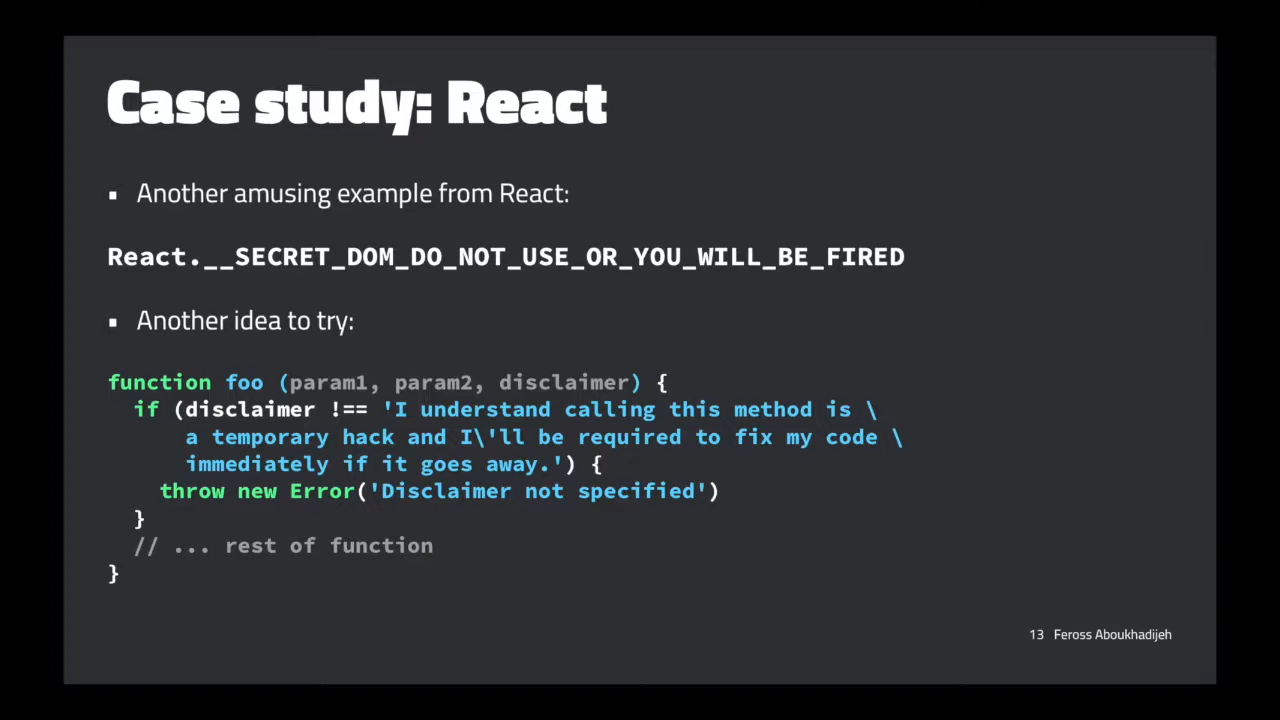 Case study: React
▪ Another amusing example from React:
React.__SECRET_DOM_DO_NOT_USE_OR_YOU_WILL_BE_FIRED
▪ Another idea to try:
function foo (param1, param2, disclaimer) {
  if (disclaimer !== 'I understand calling this method is \
      a temporary hack and I\'ll be required to fix my code \
      immediately if it goes away.') {
    throw new Error('Disclaimer not specified')
  }
  // ... rest of function
}
13 Feross Aboukhadijeh